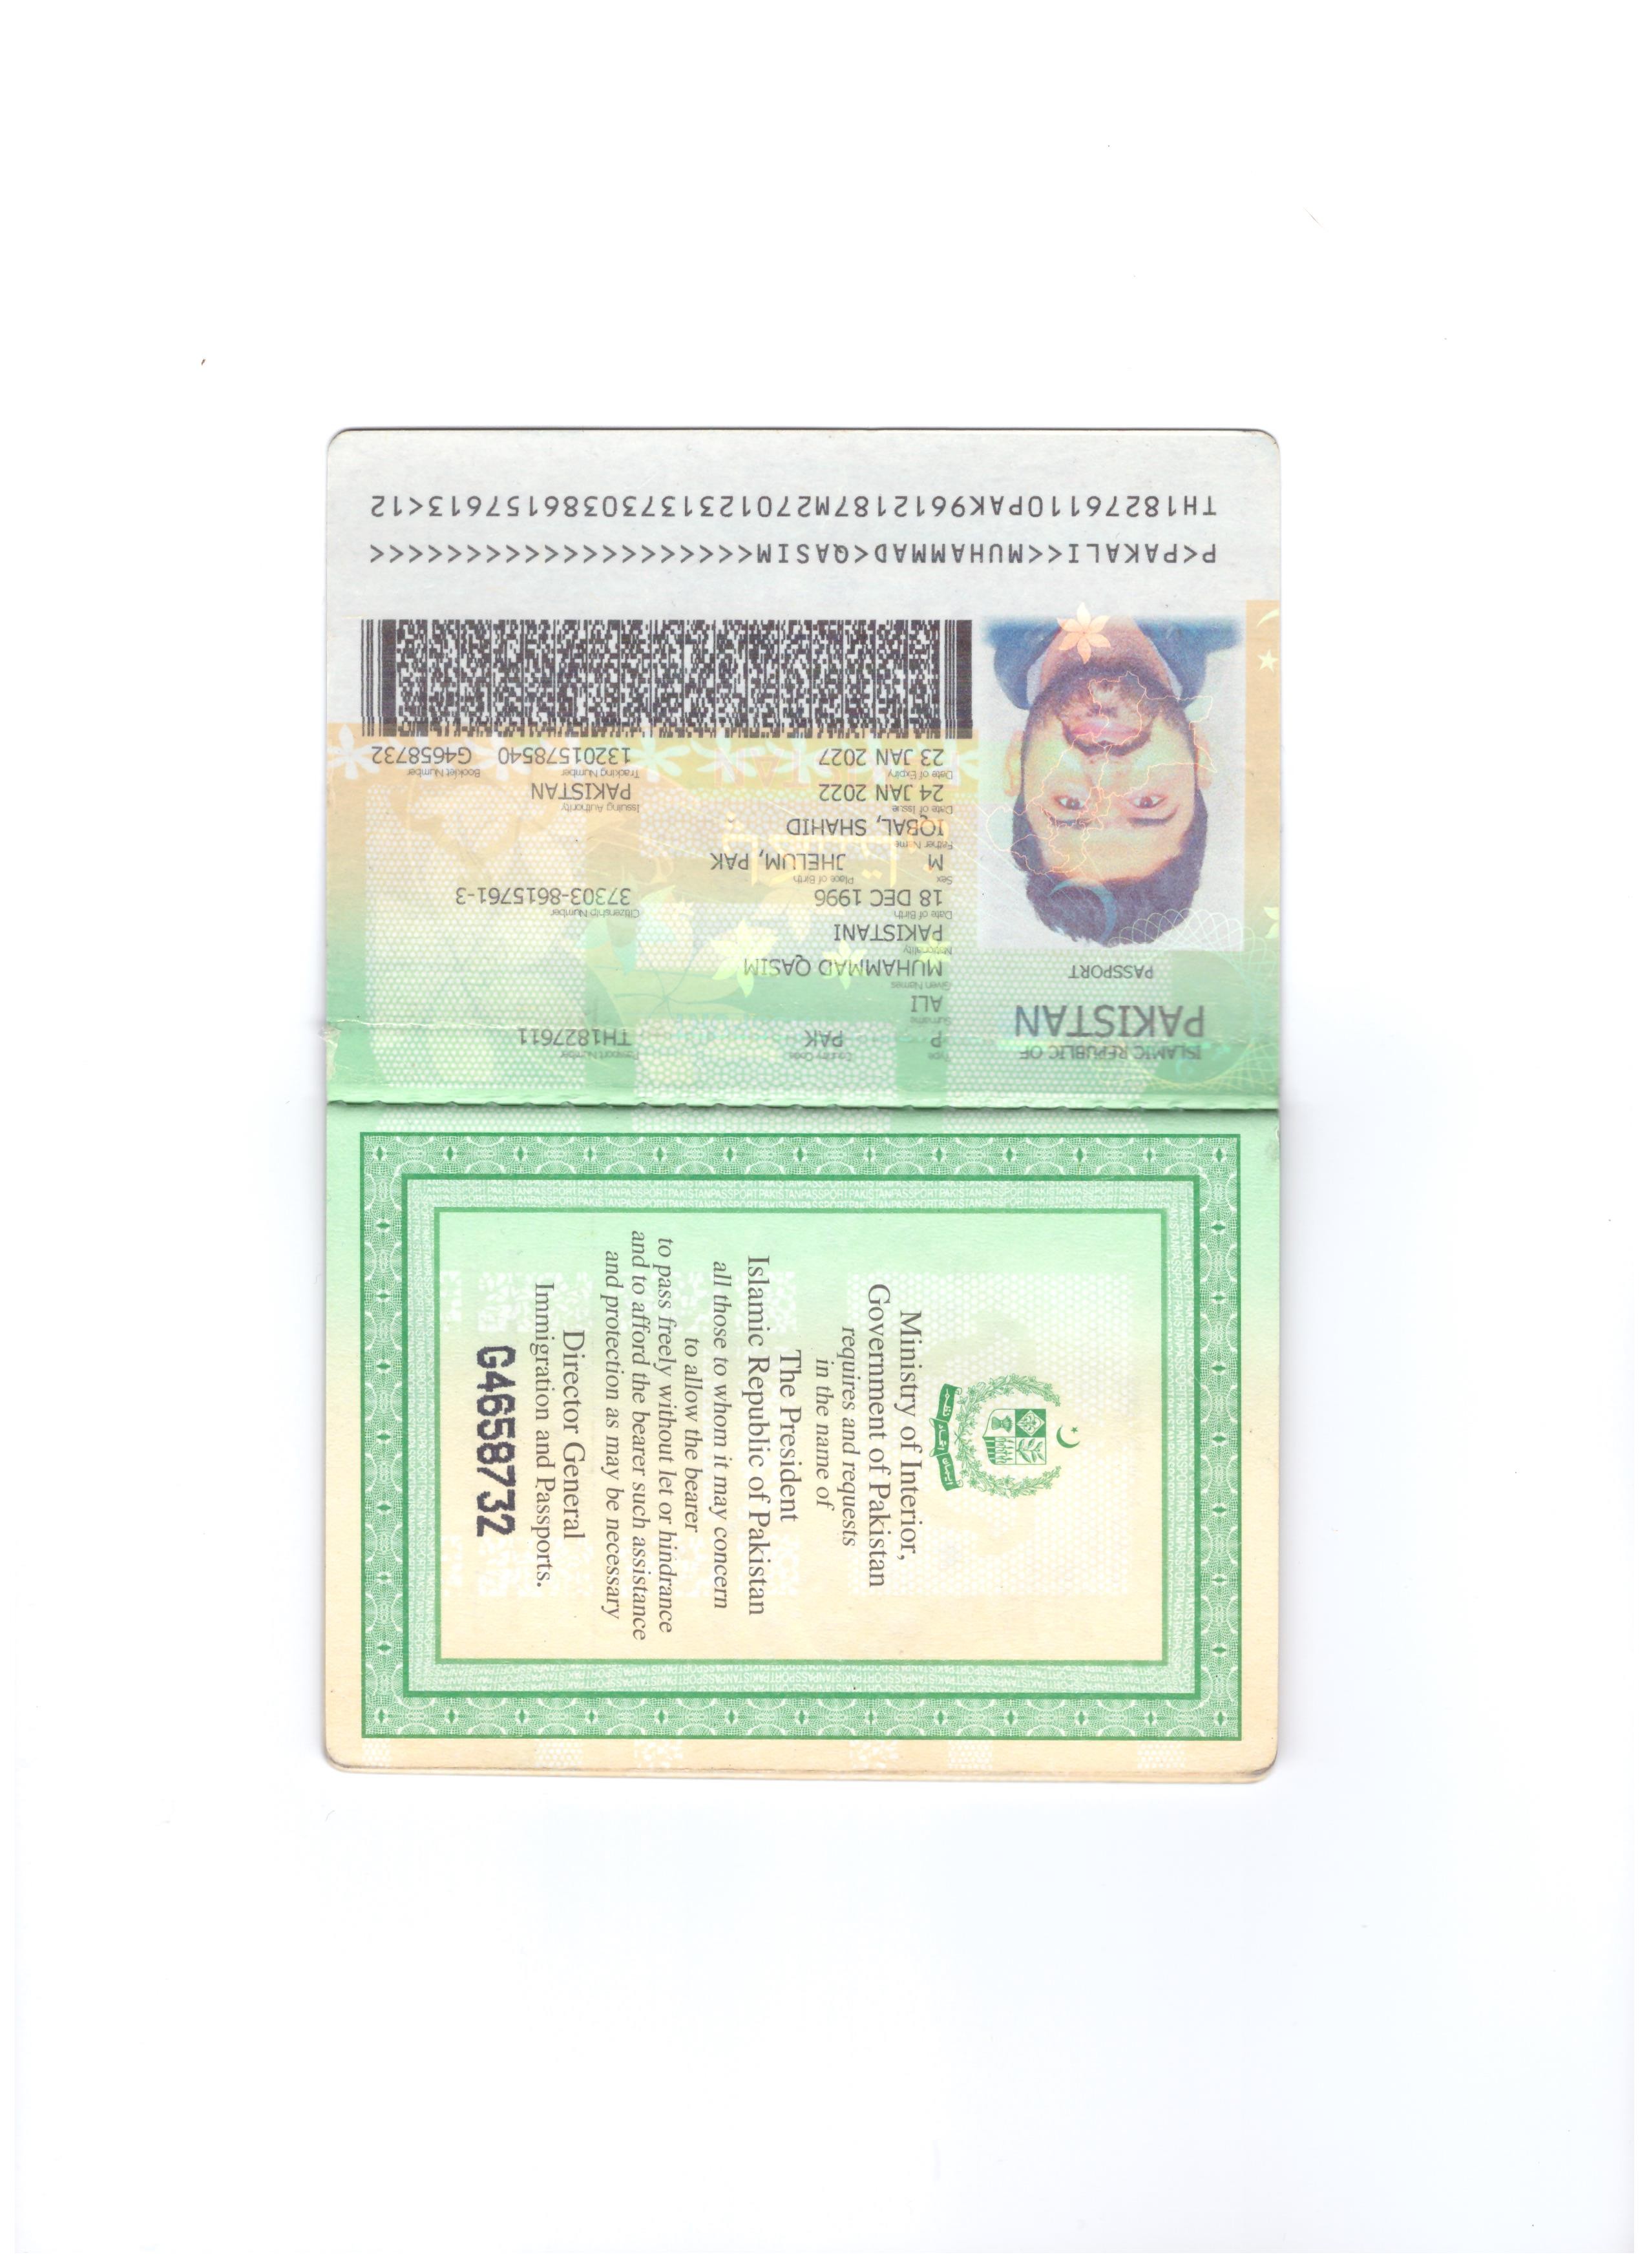 ISLAMIC REPUBLIC OF
PAKISTAN
PASSPORT
Type
P
Country Code
PAK
Passport Number
TH1827611
Surname
ALI
Given Names
MUHAMMAD QASIM
Nationality
PAKISTANI
Date of Birth
18 DEC 1996
Citizenship Number
37303-8615761-3
Sex
M
Place of Birth
JHELUM, PAK
Father Name
IQBAL, SHAHID
Date of Issue
24 JAN 2022
Issuing Authority
PAKISTAN
Date of Expiry
23 JAN 2027
Tracking Number
13201578540
Booklet Number
G4658732
P<PAKALI<<MUHAMMAD<QASIM<<<<<<<<<<<<<<<<<<<<
TH18276110PAK9612187M27012313730386157613<12
Ministry of Interior,
Government of Pakistan
requires and requests
in the name of
The President
Islamic Republic of Pakistan
all those to whom it may concern
to allow the bearer
to pass freely without let or hindrance
and to afford the bearer such assistance
and protection as may be necessary
Director General
Immigration and Passports.
G4658732